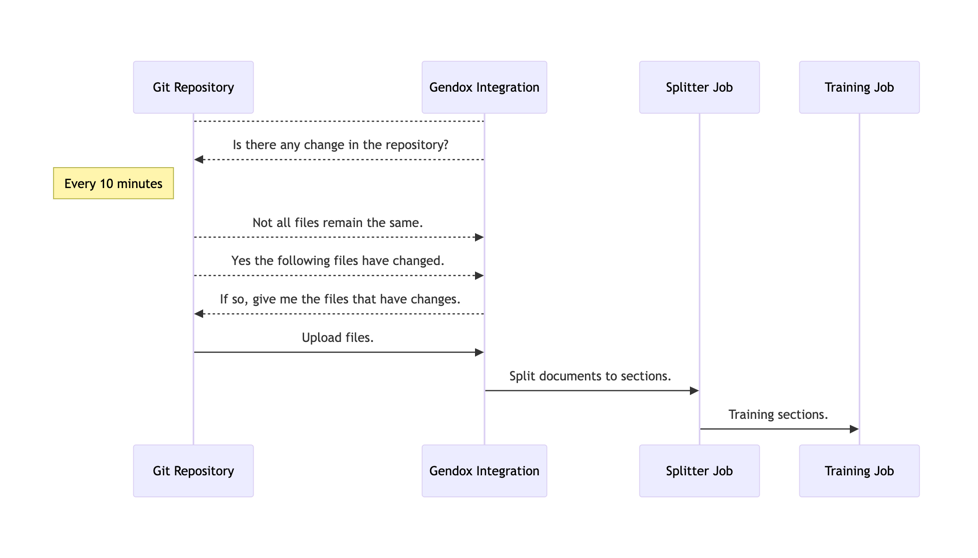 Git Repository
Gendox Integration
Splitter Job
Training Job
Is there any change in the repository?
Every 10 minutes
Not all files remain the same.
Yes the following files have changed.
If so, give me the files that have changes.
Upload files.
Split documents to sections.
Training sections.
Git Repository
Gendox Integration
Splitter Job
Training Job